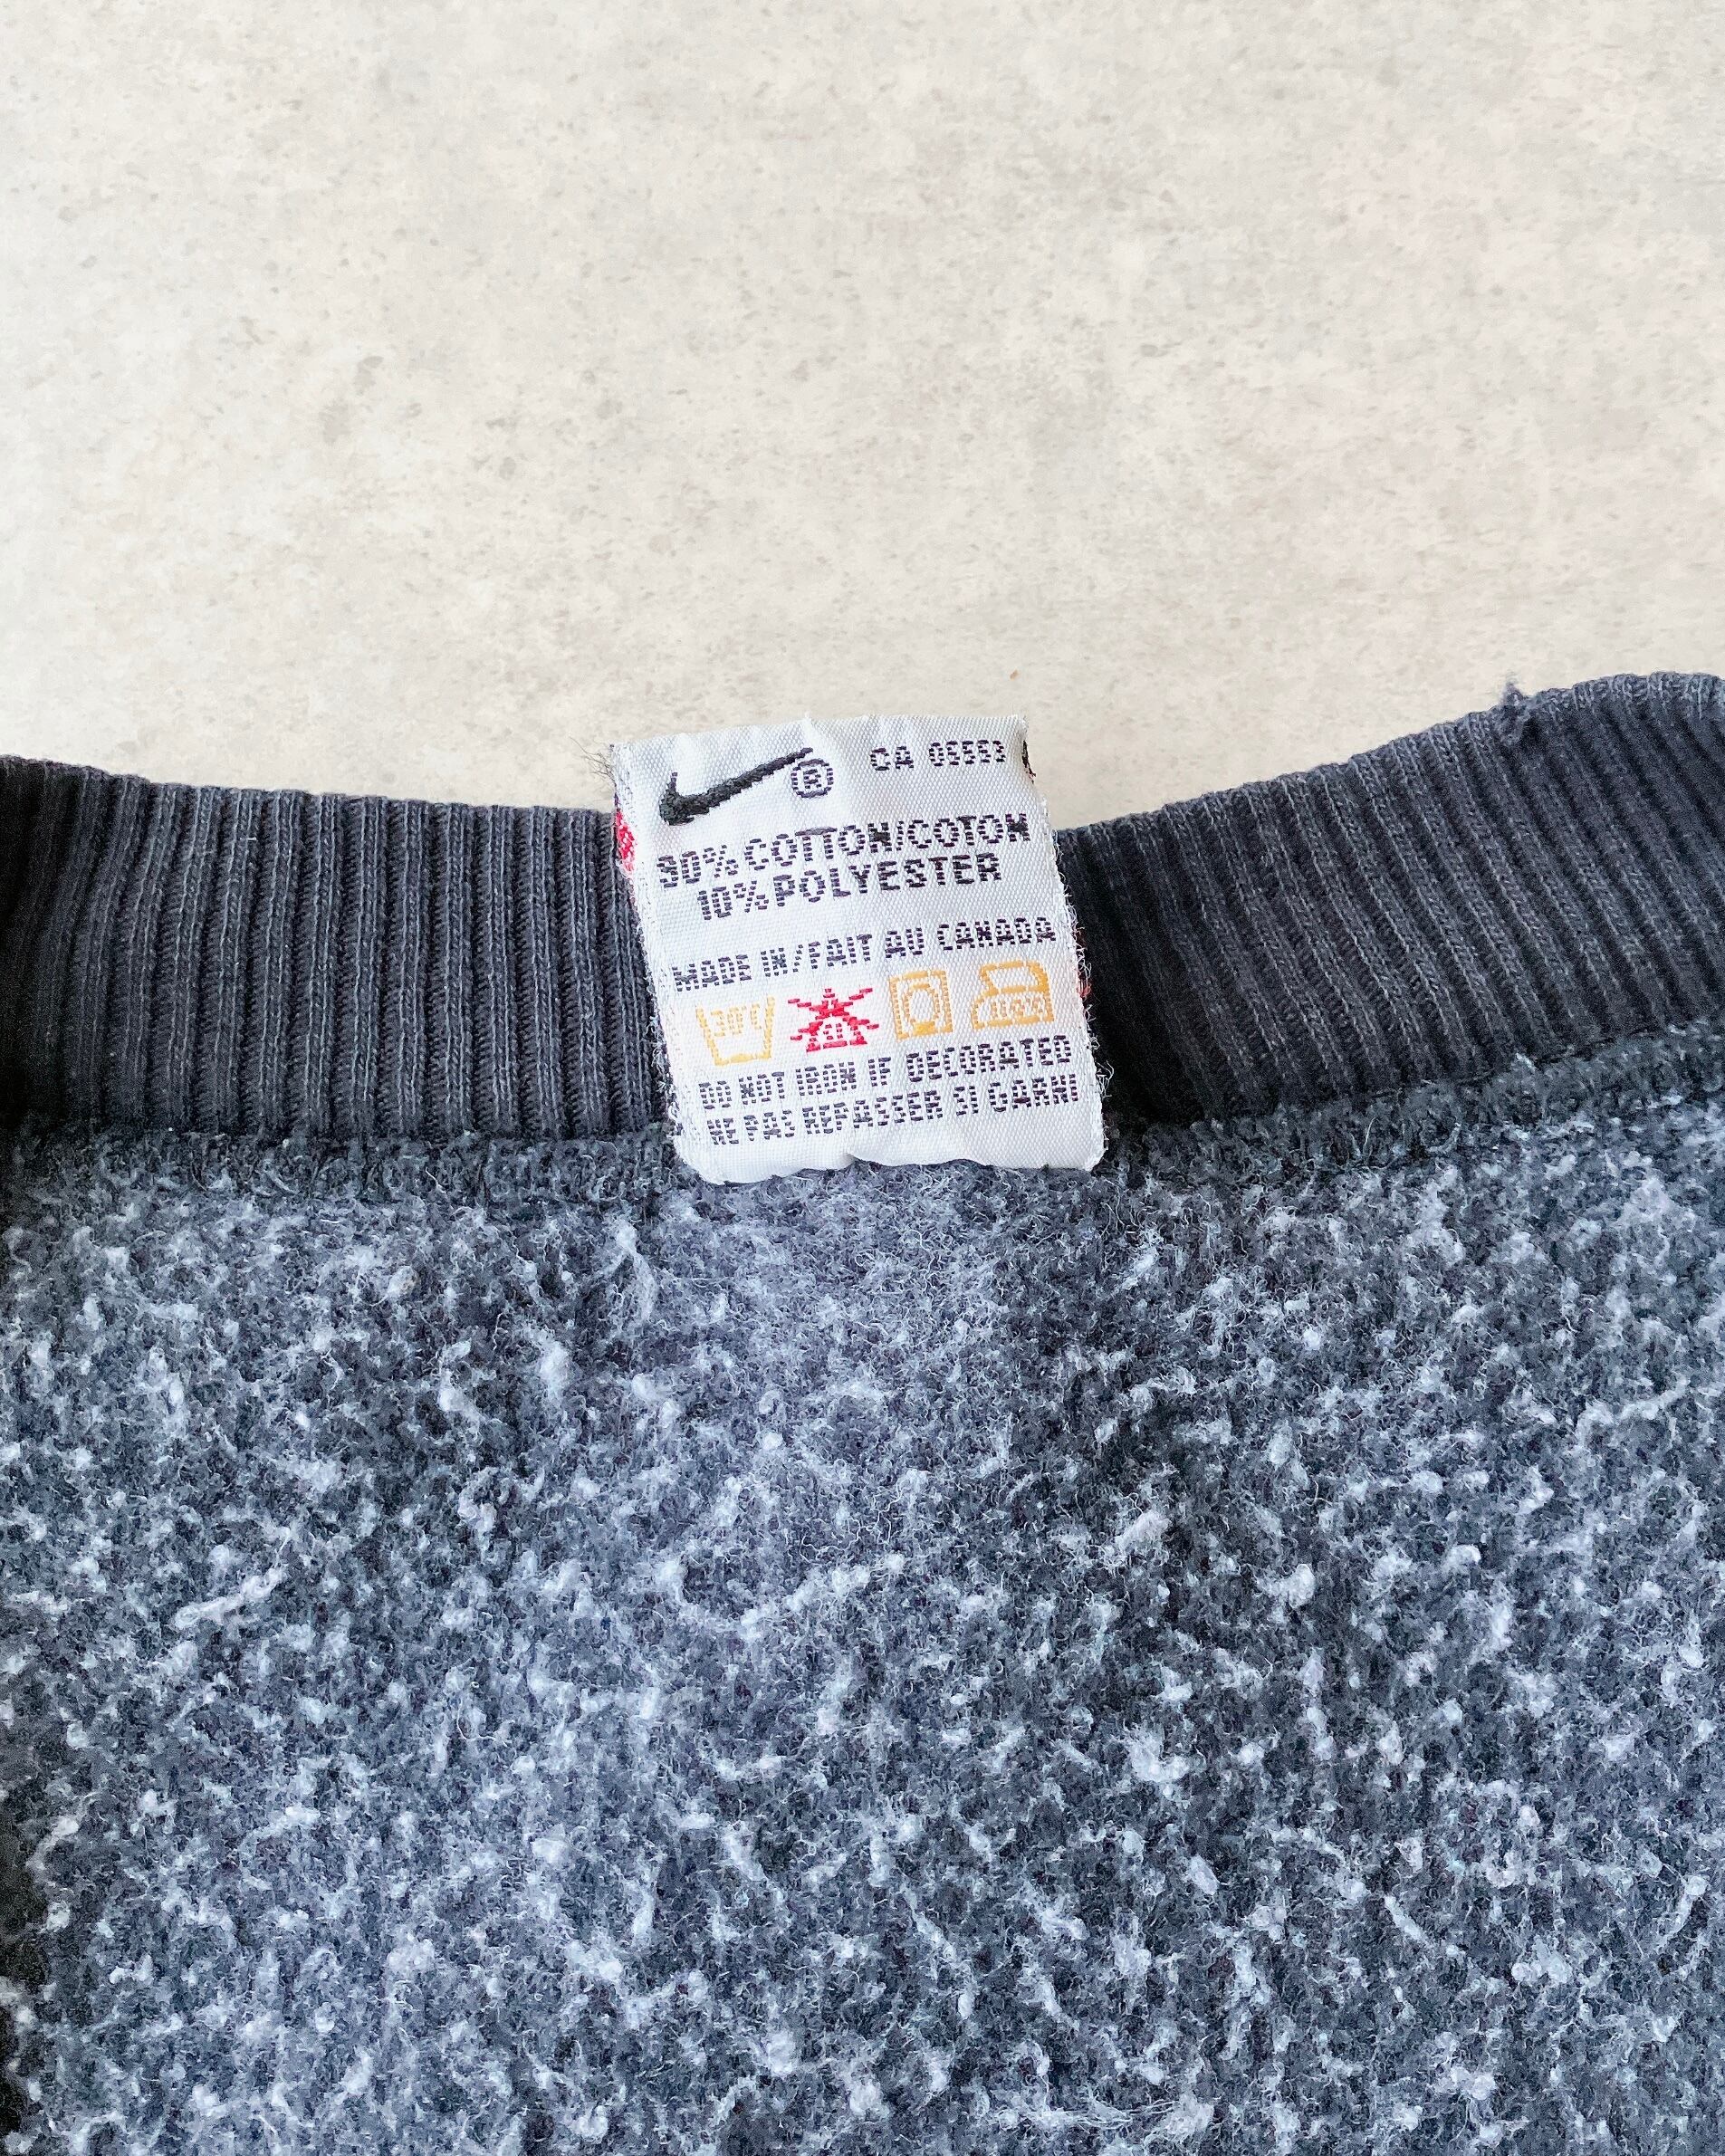 ® CA 05553
90% COTTON/COTON
10% POLYESTER
MADE IN/FAIT AU CANADA
30°C
DO NOT IRON IF DECORATED
NE PAS REPASSER SI GARNI